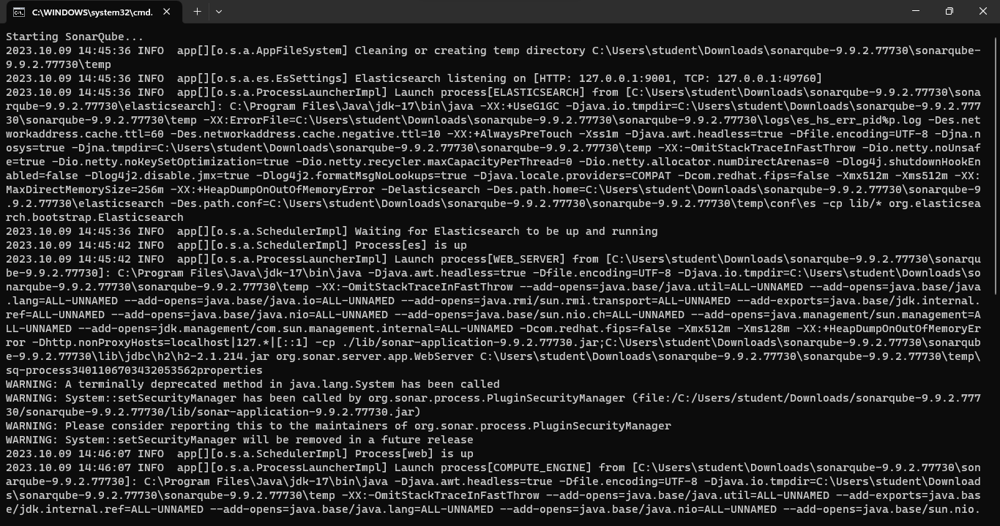 C:\WINDOWS\system32\cmd.
Starting SonarQube...
2023.10.09 14:45:36 INFO  app[][o.s.a.AppFileSystem] Cleaning or creating temp directory C:\Users\student\Downloads\sonarqube-9.9.2.77730\sonarqube-
9.9.2.77730\temp
2023.10.09 14:45:36 INFO  app[][o.s.a.es.EsSettings] Elasticsearch listening on [HTTP: 127.0.0.1:9001, TCP: 127.0.0.1:49760]
2023.10.09 14:45:36 INFO  app[][o.s.a.ProcessLauncherImpl] Launch process[ELASTICSEARCH] from [C:\Users\student\Downloads\sonarqube-9.9.2.77730\sona
rqube-9.9.2.77730\elasticsearch]: C:\Program Files\Java\jdk-17\bin\java -XX:+UseG1GC -Djava.io.tmpdir=C:\Users\student\Downloads\sonarqube-9.9.2.777
30\sonarqube-9.9.2.77730\temp -XX:ErrorFile=C:\Users\student\Downloads\sonarqube-9.9.2.77730\sonarqube-9.9.2.77730\logs\es_hs_err_pid%p.log -Des.net
workaddress.cache.ttl=60 -Des.networkaddress.cache.negative.ttl=10 -XX:+AlwaysPreTouch -Xss1m -Djava.awt.headless=true -Dfile.encoding=UTF-8 -Djna.n
osys=true -Djna.tmpdir=C:\Users\student\Downloads\sonarqube-9.9.2.77730\sonarqube-9.9.2.77730\temp -XX:-OmitStackTraceInFastThrow -Dio.netty.noUnsaf
e=true -Dio.netty.noKeySetOptimization=true -Dio.netty.recycler.maxCapacityPerThread=0 -Dio.netty.allocator.numDirectArenas=0 -Dlog4j.shutdownHookEn
abled=false -Dlog4j2.disable.jmx=true -Dlog4j2.formatMsgNoLookups=true -Djava.locale.providers=COMPAT -Dcom.redhat.fips=false -Xmx512m -Xms512m -XX:
MaxDirectMemorySize=256m -XX:+HeapDumpOnOutOfMemoryError -Delasticsearch -Des.path.home=C:\Users\student\Downloads\sonarqube-9.9.2.77730\sonarqube-9
.9.2.77730\elasticsearch -Des.path.conf=C:\Users\student\Downloads\sonarqube-9.9.2.77730\sonarqube-9.9.2.77730\temp\conf\es -cp lib/* org.elasticsea
rch.bootstrap.Elasticsearch
2023.10.09 14:45:36 INFO  app[][o.s.a.SchedulerImpl] Waiting for Elasticsearch to be up and running
2023.10.09 14:45:42 INFO  app[][o.s.a.SchedulerImpl] Process[es] is up
2023.10.09 14:45:42 INFO  app[][o.s.a.ProcessLauncherImpl] Launch process[WEB_SERVER] from [C:\Users\student\Downloads\sonarqube-9.9.2.77730\sonarqu
be-9.9.2.77730]: C:\Program Files\Java\jdk-17\bin\java -Djava.awt.headless=true -Dfile.encoding=UTF-8 -Djava.io.tmpdir=C:\Users\student\Downloads\so
narqube-9.9.2.77730\sonarqube-9.9.2.77730\temp -XX:-OmitStackTraceInFastThrow --add-opens=java.base/java.util=ALL-UNNAMED --add-opens=java.base/java
.lang=ALL-UNNAMED --add-opens=java.base/java.io=ALL-UNNAMED --add-opens=java.rmi/sun.rmi.transport=ALL-UNNAMED --add-exports=java.base/jdk.internal.
ref=ALL-UNNAMED --add-opens=java.base/java.nio=ALL-UNNAMED --add-opens=java.base/sun.nio.ch=ALL-UNNAMED --add-opens=java.management/sun.management=A
LL-UNNAMED --add-opens=jdk.management/com.sun.management.internal=ALL-UNNAMED -Dcom.redhat.fips=false -Xmx512m -Xms128m -XX:+HeapDumpOnOutOfMemoryEr
ror -Dhttp.nonProxyHosts=localhost|127.*|[::1] -cp ./lib/sonar-application-9.9.2.77730.jar;C:\Users\student\Downloads\sonarqube-9.9.2.77730\sonarqub
e-9.9.2.77730\lib\jdbc\h2\h2-2.1.214.jar org.sonar.server.app.WebServer C:\Users\student\Downloads\sonarqube-9.9.2.77730\sonarqube-9.9.2.77730\temp\
sq-process3401106703432053562properties
WARNING: A terminally deprecated method in java.lang.System has been called
WARNING: System::setSecurityManager has been called by org.sonar.process.PluginSecurityManager (file:/C:/Users/student/Downloads/sonarqube-9.9.2.777
30/sonarqube-9.9.2.77730/lib/sonar-application-9.9.2.77730.jar)
WARNING: Please consider reporting this to the maintainers of org.sonar.process.PluginSecurityManager
WARNING: System::setSecurityManager will be removed in a future release
2023.10.09 14:46:07 INFO  app[][o.s.a.SchedulerImpl] Process[web] is up
2023.10.09 14:46:07 INFO  app[][o.s.a.ProcessLauncherImpl] Launch process[COMPUTE_ENGINE] from [C:\Users\student\Downloads\sonarqube-9.9.2.77730\son
arqube-9.9.2.77730]: C:\Program Files\Java\jdk-17\bin\java -Djava.awt.headless=true -Dfile.encoding=UTF-8 -Djava.io.tmpdir=C:\Users\student\Download
s\sonarqube-9.9.2.77730\sonarqube-9.9.2.77730\temp -XX:-OmitStackTraceInFastThrow --add-opens=java.base/java.util=ALL-UNNAMED --add-exports=java.bas
e/jdk.internal.ref=ALL-UNNAMED --add-opens=java.base/java.lang=ALL-UNNAMED --add-opens=java.base/java.nio=ALL-UNNAMED --add-opens=java.base/sun.nio.